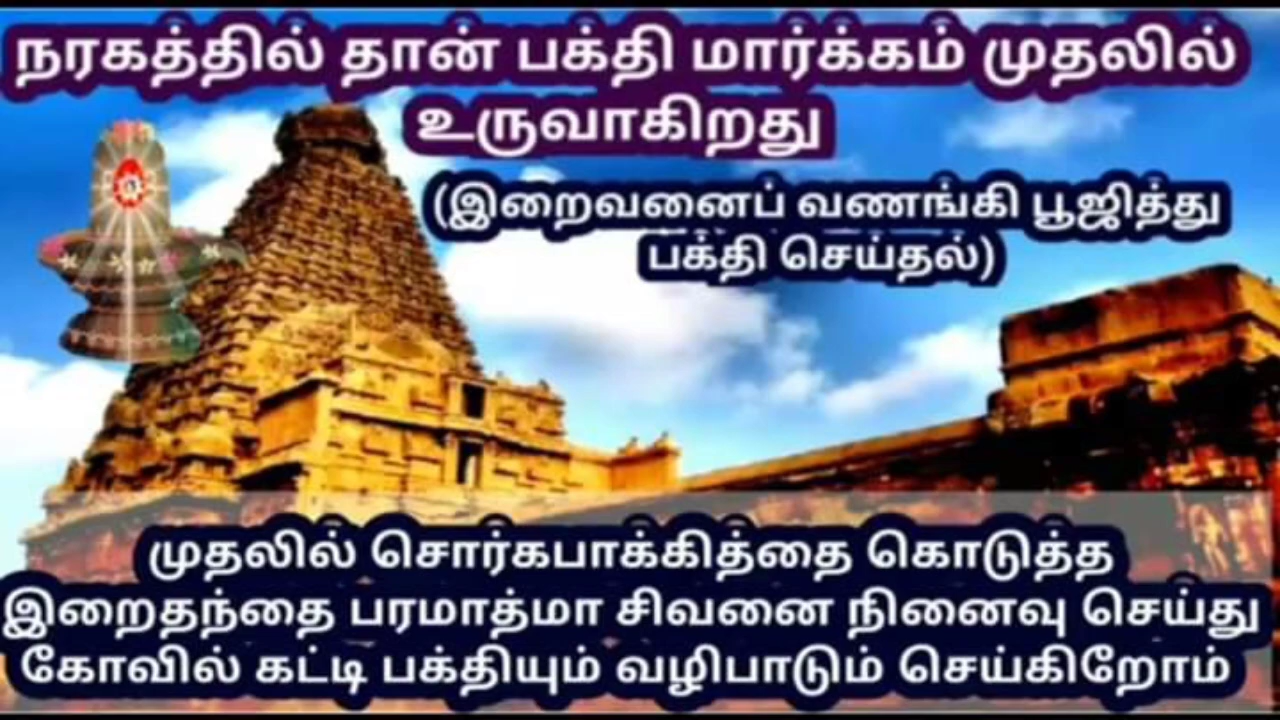 நரகத்தில் தான் பக்தி மார்க்கம் முதலில்
உருவாகிறது
(இறைவனைப் வணங்கி பூஜித்து
பக்தி செய்தல்)
முதலில் சொர்கபாக்கித்தை கொடுத்த
இறைதந்தை பரமாத்மா சிவனை நினைவு செய்து
கோவில் கட்டி பக்தியும் வழிபாடும் செய்கிறோம்